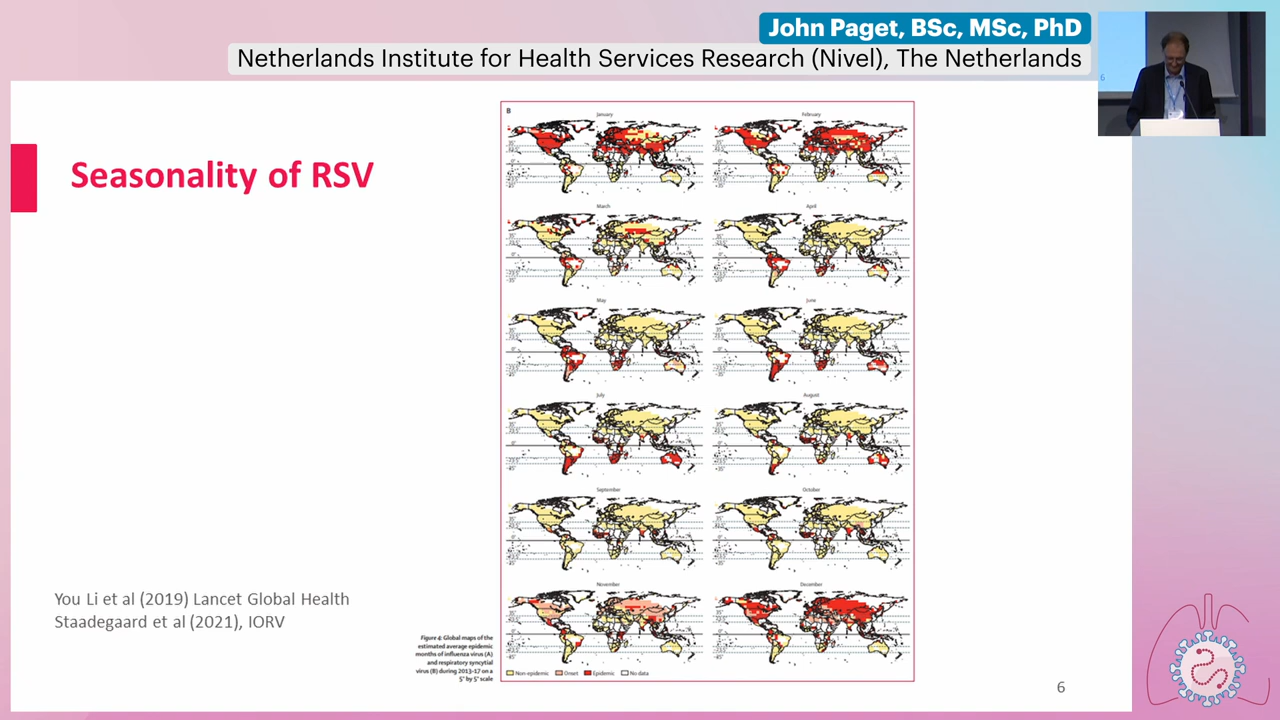 John Paget, BSc, MSc, PhD
Netherlands Institute for Health Services Research (Nivel), The Netherlands
6
Seasonality of RSV
B
January
February
March
April
May
June
July
August
September
October
November
December
You Li et al (2019) Lancet Global Health
Staadegaard et al (2021), IORV
Figure 4: Global maps of the
estimated average epidemic
months of influenza virus (A)
and respiratory syncytial
virus (B) during 2013-17 on a
5° by 5° scale
Non-epidemic Onset Epidemic No data
6